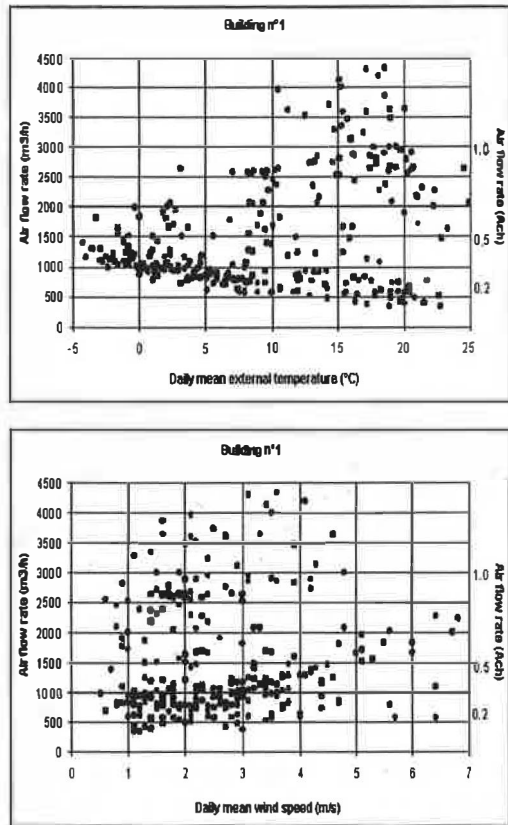 Building n°1
4500
4000
3500
3000
2500
2000
1500
1000
500
0
Air flow rate (m3/h)
1.0
0.5
0.2
Air flow rate (Ach)
-5 0 5 10 15 20 25
Daily mean external temperature (°C)
Building n°1
4500
4000
3500
3000
2500
2000
1500
1000
500
0
Air flow rate (m3/h)
1.0
0.5
0.2
Air flow rate (Ach)
0 1 2 3 4 5 6 7
Daily mean wind speed (m/s)